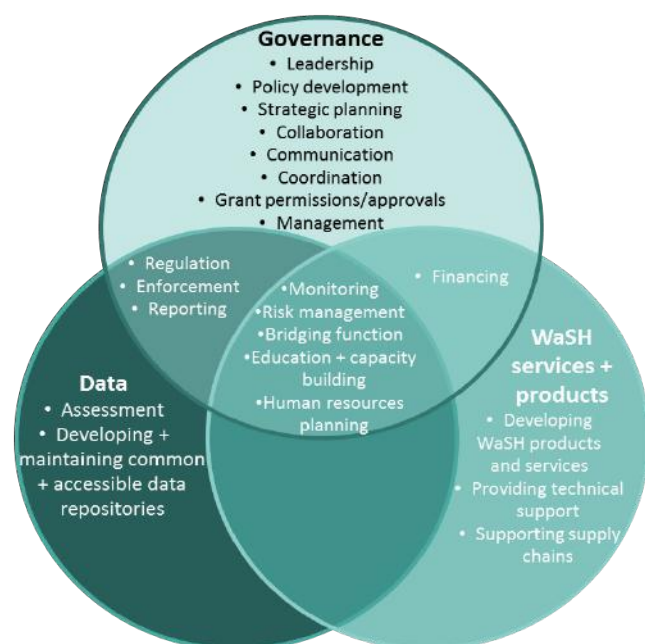 Governance
• Leadership
• Policy development
• Strategic planning
• Collaboration
• Communication
• Coordination
• Grant permissions/approvals
• Management
• Regulation
• Enforcement
• Reporting
• Monitoring
• Risk management
• Bridging function
• Education + capacity
building
• Human resources
planning
• Financing
Data
• Assessment
• Developing +
maintaining common
+ accessible data
repositories
WaSH
services +
products
• Developing
WaSH products
and services
• Providing technical
support
• Supporting supply
chains